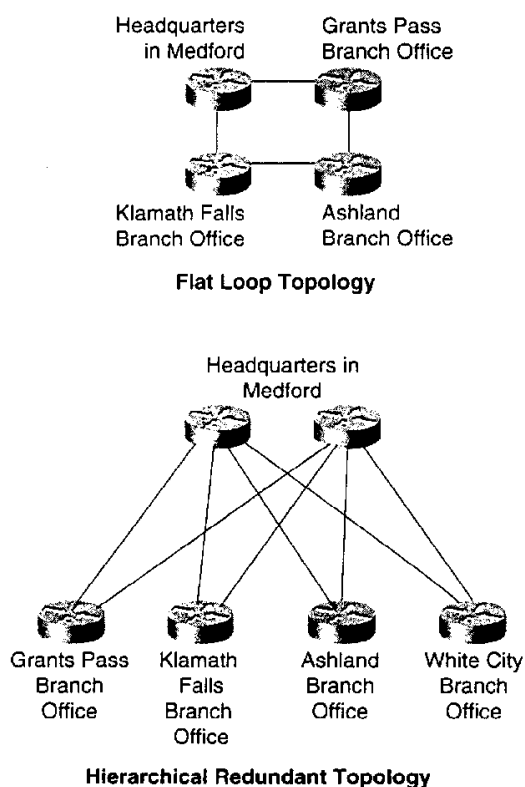 Headquarters
in Medford
Grants Pass
Branch Office
Klamath Falls
Branch Office
Ashland
Branch Office
Flat Loop Topology
Headquarters in
Medford
Grants Pass
Branch
Office
Klamath
Falls
Branch
Office
Ashland
Branch
Office
White City
Branch
Office
Hierarchical Redundant Topology